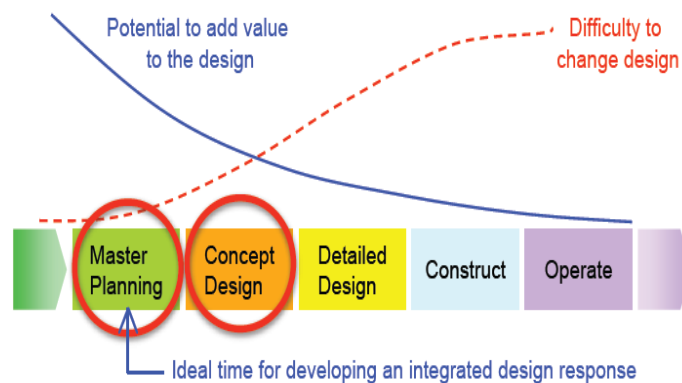 Potential to add value
to the design
Difficulty to
change design
Master
Planning
Concept
Design
Detailed
Design
Construct
Operate
Ideal time for developing an integrated design response